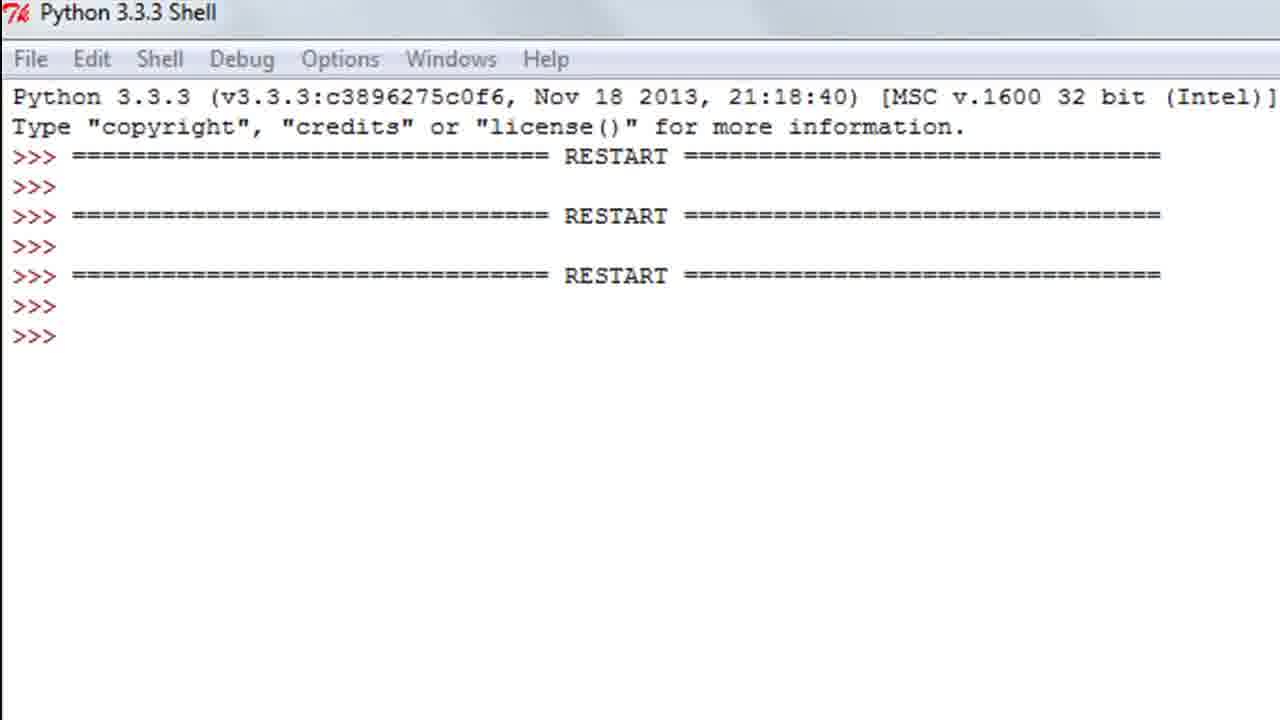 Tk Python 3.3.3 Shell
File Edit Shell Debug Options Windows Help
Python 3.3.3 (v3.3.3:c3896275c0f6, Nov 18 2013, 21:18:40) [MSC v.1600 32 bit (Intel)]
Type "copyright", "credits" or "license()" for more information.
>>> ================================ RESTART ================================
>>>
>>> ================================ RESTART ================================
>>>
>>> ================================ RESTART ================================
>>>
>>>